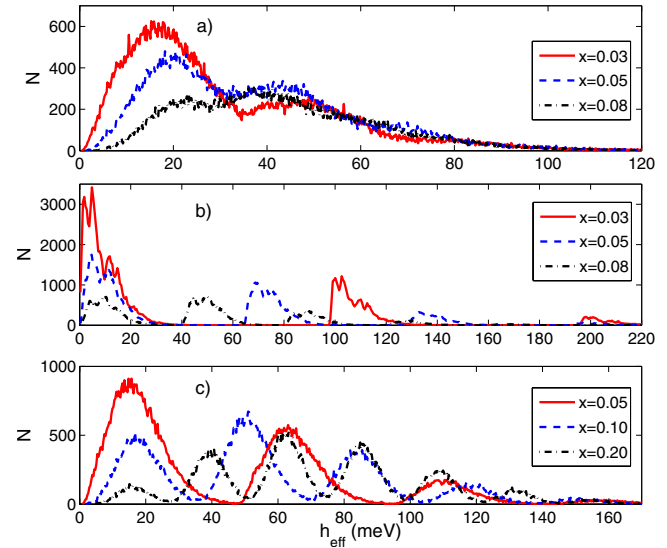 a)
N
600
400
200
0
x=0.03
x=0.05
x=0.08
0 20 40 60 80 100 120
b)
N
3000
2000
1000
0
x=0.03
x=0.05
x=0.08
0 20 40 60 80 100 120 140 160 180 200 220
c)
N
1000
500
0
x=0.05
x=0.10
x=0.20
0 20 40 60 80 100 120 140 160
h_eff (meV)